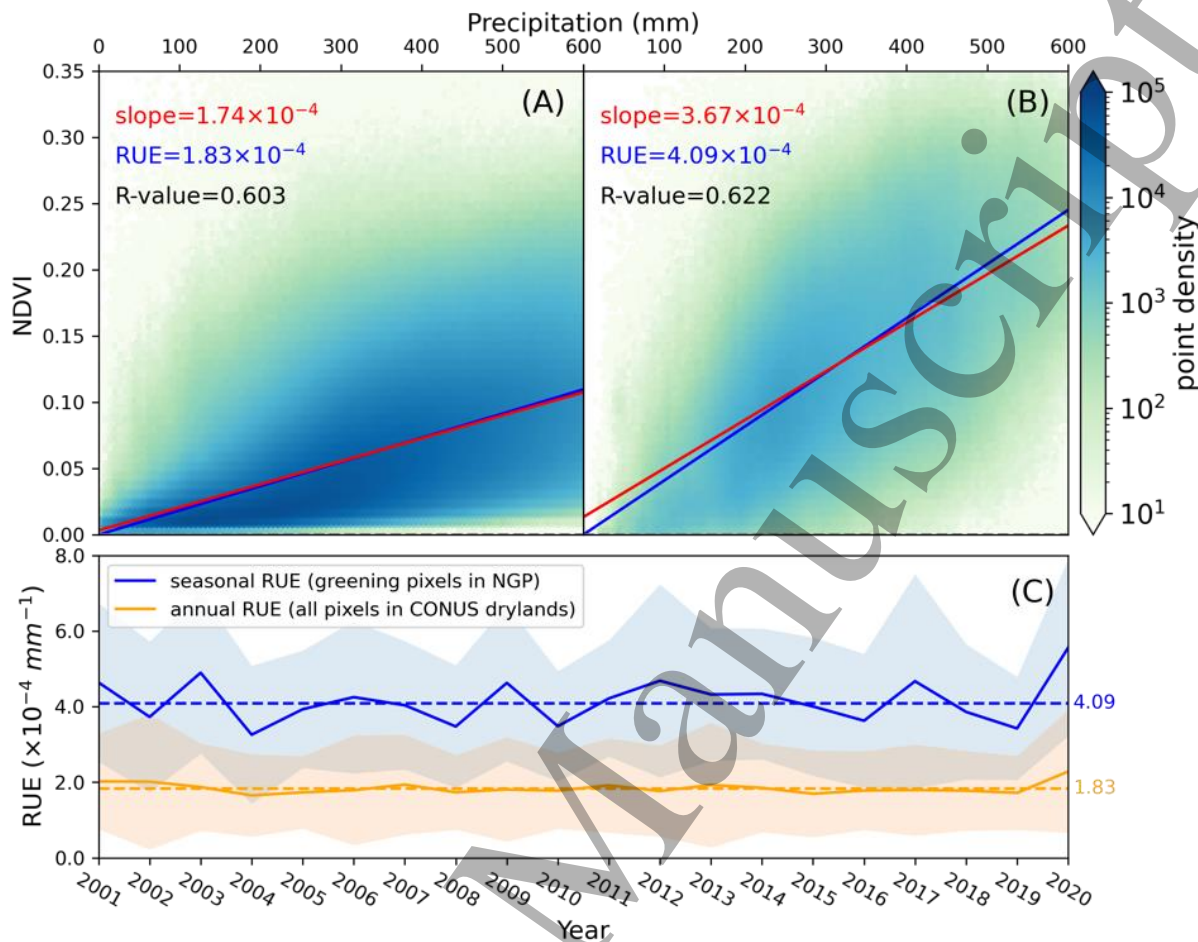 Precipitation (mm)
0 100 200 300 400 500 600 100 200 300 400 500 600
0.35
0.30
0.25
0.20
0.15
0.10
0.05
0.00
NDVI
(A)
slope=1.74×10⁻⁴
RUE=1.83×10⁻⁴
R-value=0.603
(B)
slope=3.67×10⁻⁴
RUE=4.09×10⁻⁴
R-value=0.622
10⁵
10⁴
10³
10²
10¹
point density
8.0
6.0
4.0
2.0
0.0
RUE (×10⁻⁴ mm⁻¹)
seasonal RUE (greening pixels in NGP)
annual RUE (all pixels in CONUS drylands)
(C)
4.09
1.83
2001 2002 2003 2004 2005 2006 2007 2008 2009 2010 2011 2012 2013 2014 2015 2016 2017 2018 2019 2020
Year
Manuscript